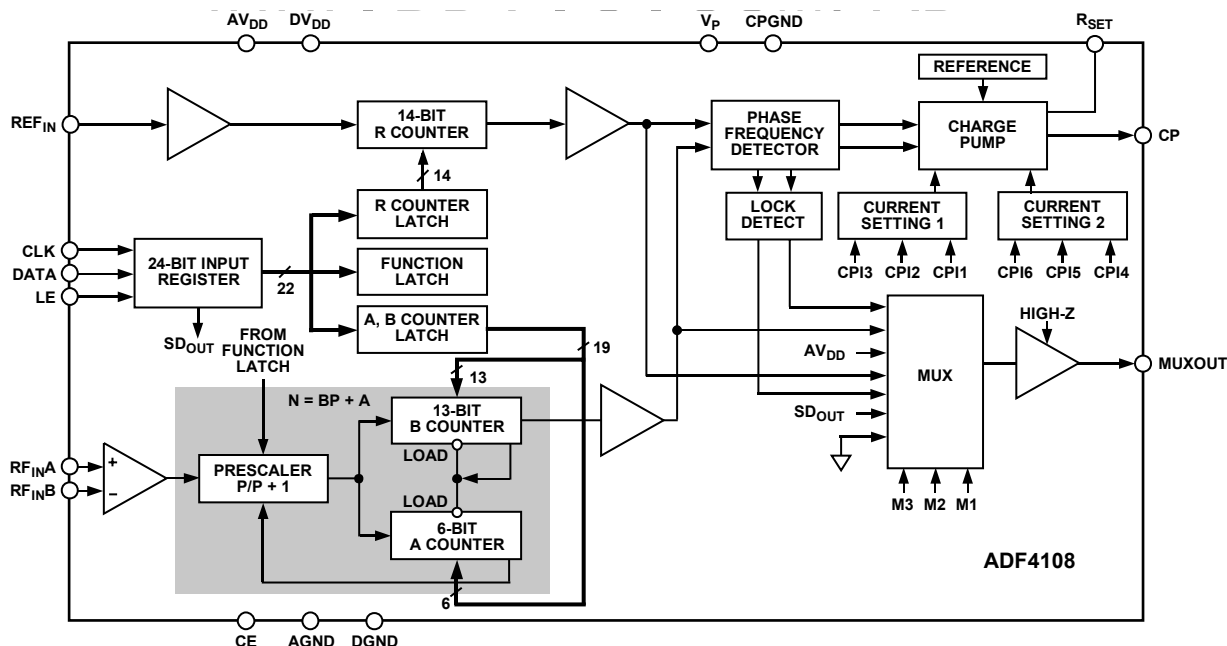 AVDD DVDD VP CPGND RSET
REFERENCE
REFIN
14-BIT
R COUNTER
PHASE
FREQUENCY
DETECTOR
CHARGE
PUMP
CP
14
R COUNTER
LATCH
LOCK
DETECT
CURRENT
SETTING 1
CURRENT
SETTING 2
CLK
DATA
LE
24-BIT INPUT
REGISTER
22
FUNCTION
LATCH
CPI3 CPI2 CPI1 CPI6 CPI5 CPI4
A, B COUNTER
LATCH
SDOUT
FROM
FUNCTION
LATCH
19
13
HIGH-Z
AVDD
MUX
MUXOUT
SDOUT
N = BP + A
13-BIT
B COUNTER
LOAD
RFINA
RFINB
+
–
PRESCALER
P/P + 1
LOAD
6-BIT
A COUNTER
6
M3 M2 M1
ADF4108
CE AGND DGND